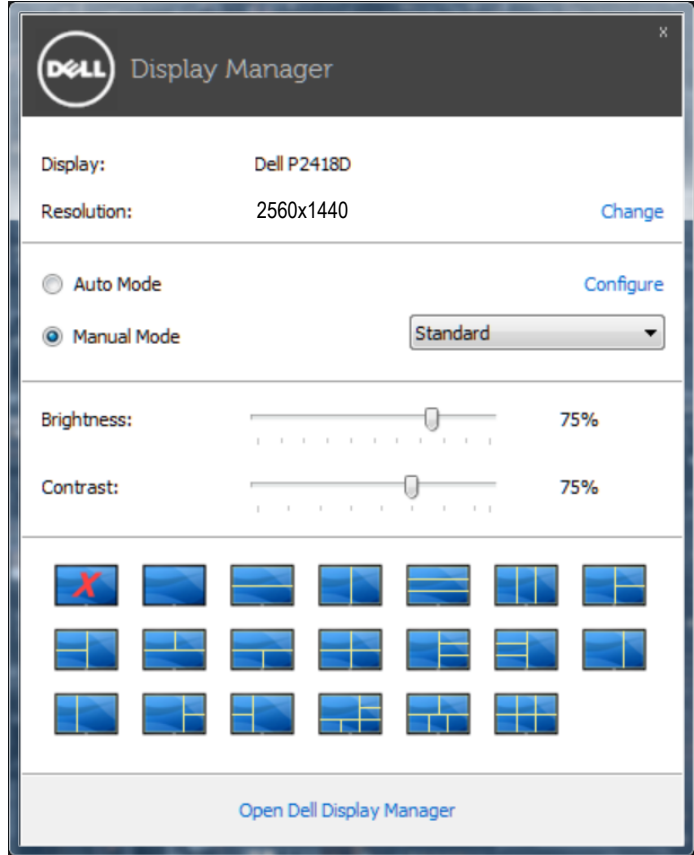 x
DELL Display Manager
Display: Dell P2418D
Resolution: 2560x1440 Change
Auto Mode Configure
Manual Mode Standard
Brightness: 75%
Contrast: 75%
X
Open Dell Display Manager